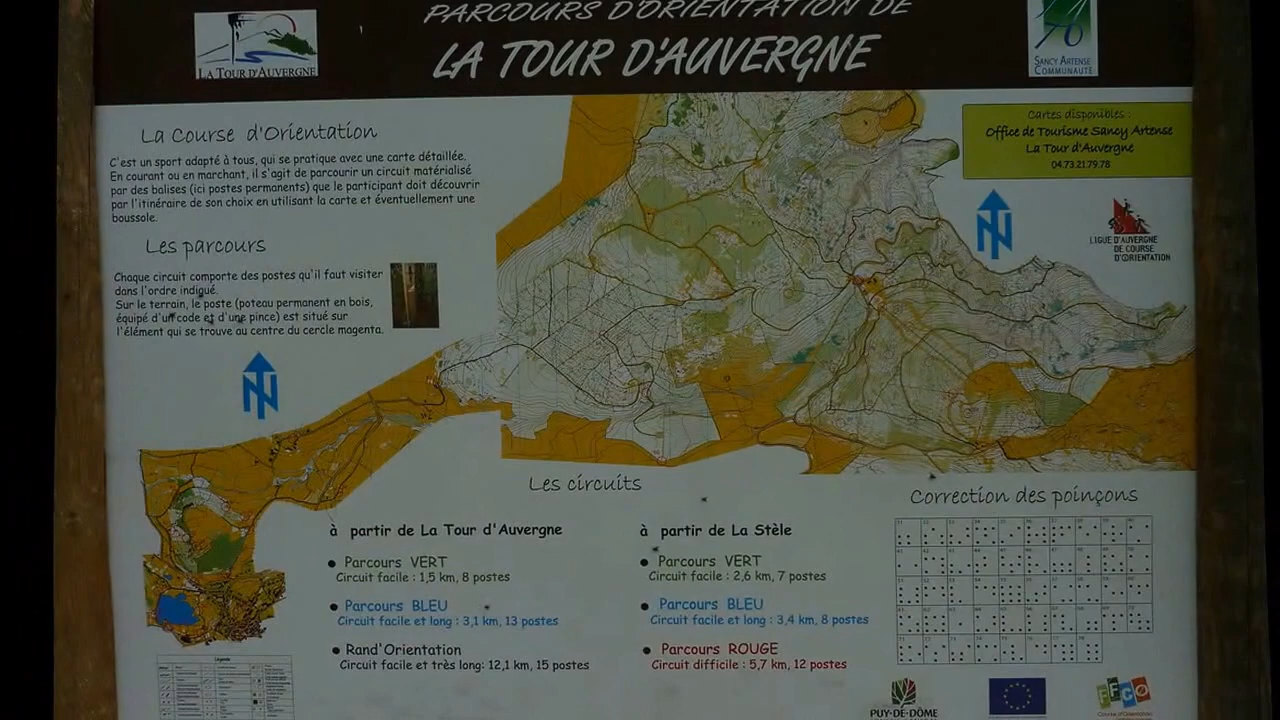 PARCOURS D'ORIENTATION DE
LA TOUR D'AUVERGNE
LA TOUR D'AUVERGNE
SANCY ARTENSE
COMMUNAUTÉ
La Course d'Orientation
C'est un sport adapté à tous, qui se pratique avec une carte détaillée.
En courant ou en marchant, il s'agit de parcourir un circuit matérialisé
par des balises (ici postes permanents) que le participant doit découvrir
par l'itinéraire de son choix en utilisant la carte et éventuellement une
boussole.
Les parcours
Chaque circuit comporte des postes qu'il faut visiter
dans l'ordre indiqué.
Sur le terrain, le poste (poteau permanent en bois,
équipé d'un code et d'une pince) est situé sur
l'élément qui se trouve au centre du cercle magenta.
N
Cartes disponibles :
Office de Tourisme Sancy Artense
La Tour d'Auvergne
04.73.21.79.78
N
LIGUE D'AUVERGNE
DE COURSE
D'ORIENTATION
Les circuits
à partir de La Tour d'Auvergne
Parcours VERT
Circuit facile : 1,5 km, 8 postes
Parcours BLEU
Circuit facile et long : 3,1 km, 13 postes
Rand'Orientation
Circuit facile et très long: 12,1 km, 15 postes
à partir de La Stèle
Parcours VERT
Circuit facile : 2,6 km, 7 postes
Parcours BLEU
Circuit facile et long : 3,4 km, 8 postes
Parcours ROUGE
Circuit difficile : 5,7 km, 12 postes
Correction des poinçons
Légende
PUY-DE-DÔME
FFCO
Course d'Orientation